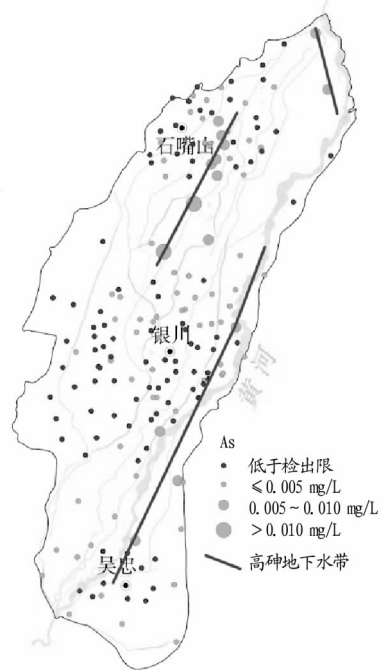 石嘴山
银川
黄河
As
低于检出限
≤0.005 mg/L
0.005~0.010 mg/L
>0.010 mg/L
吴忠
高砷地下水带